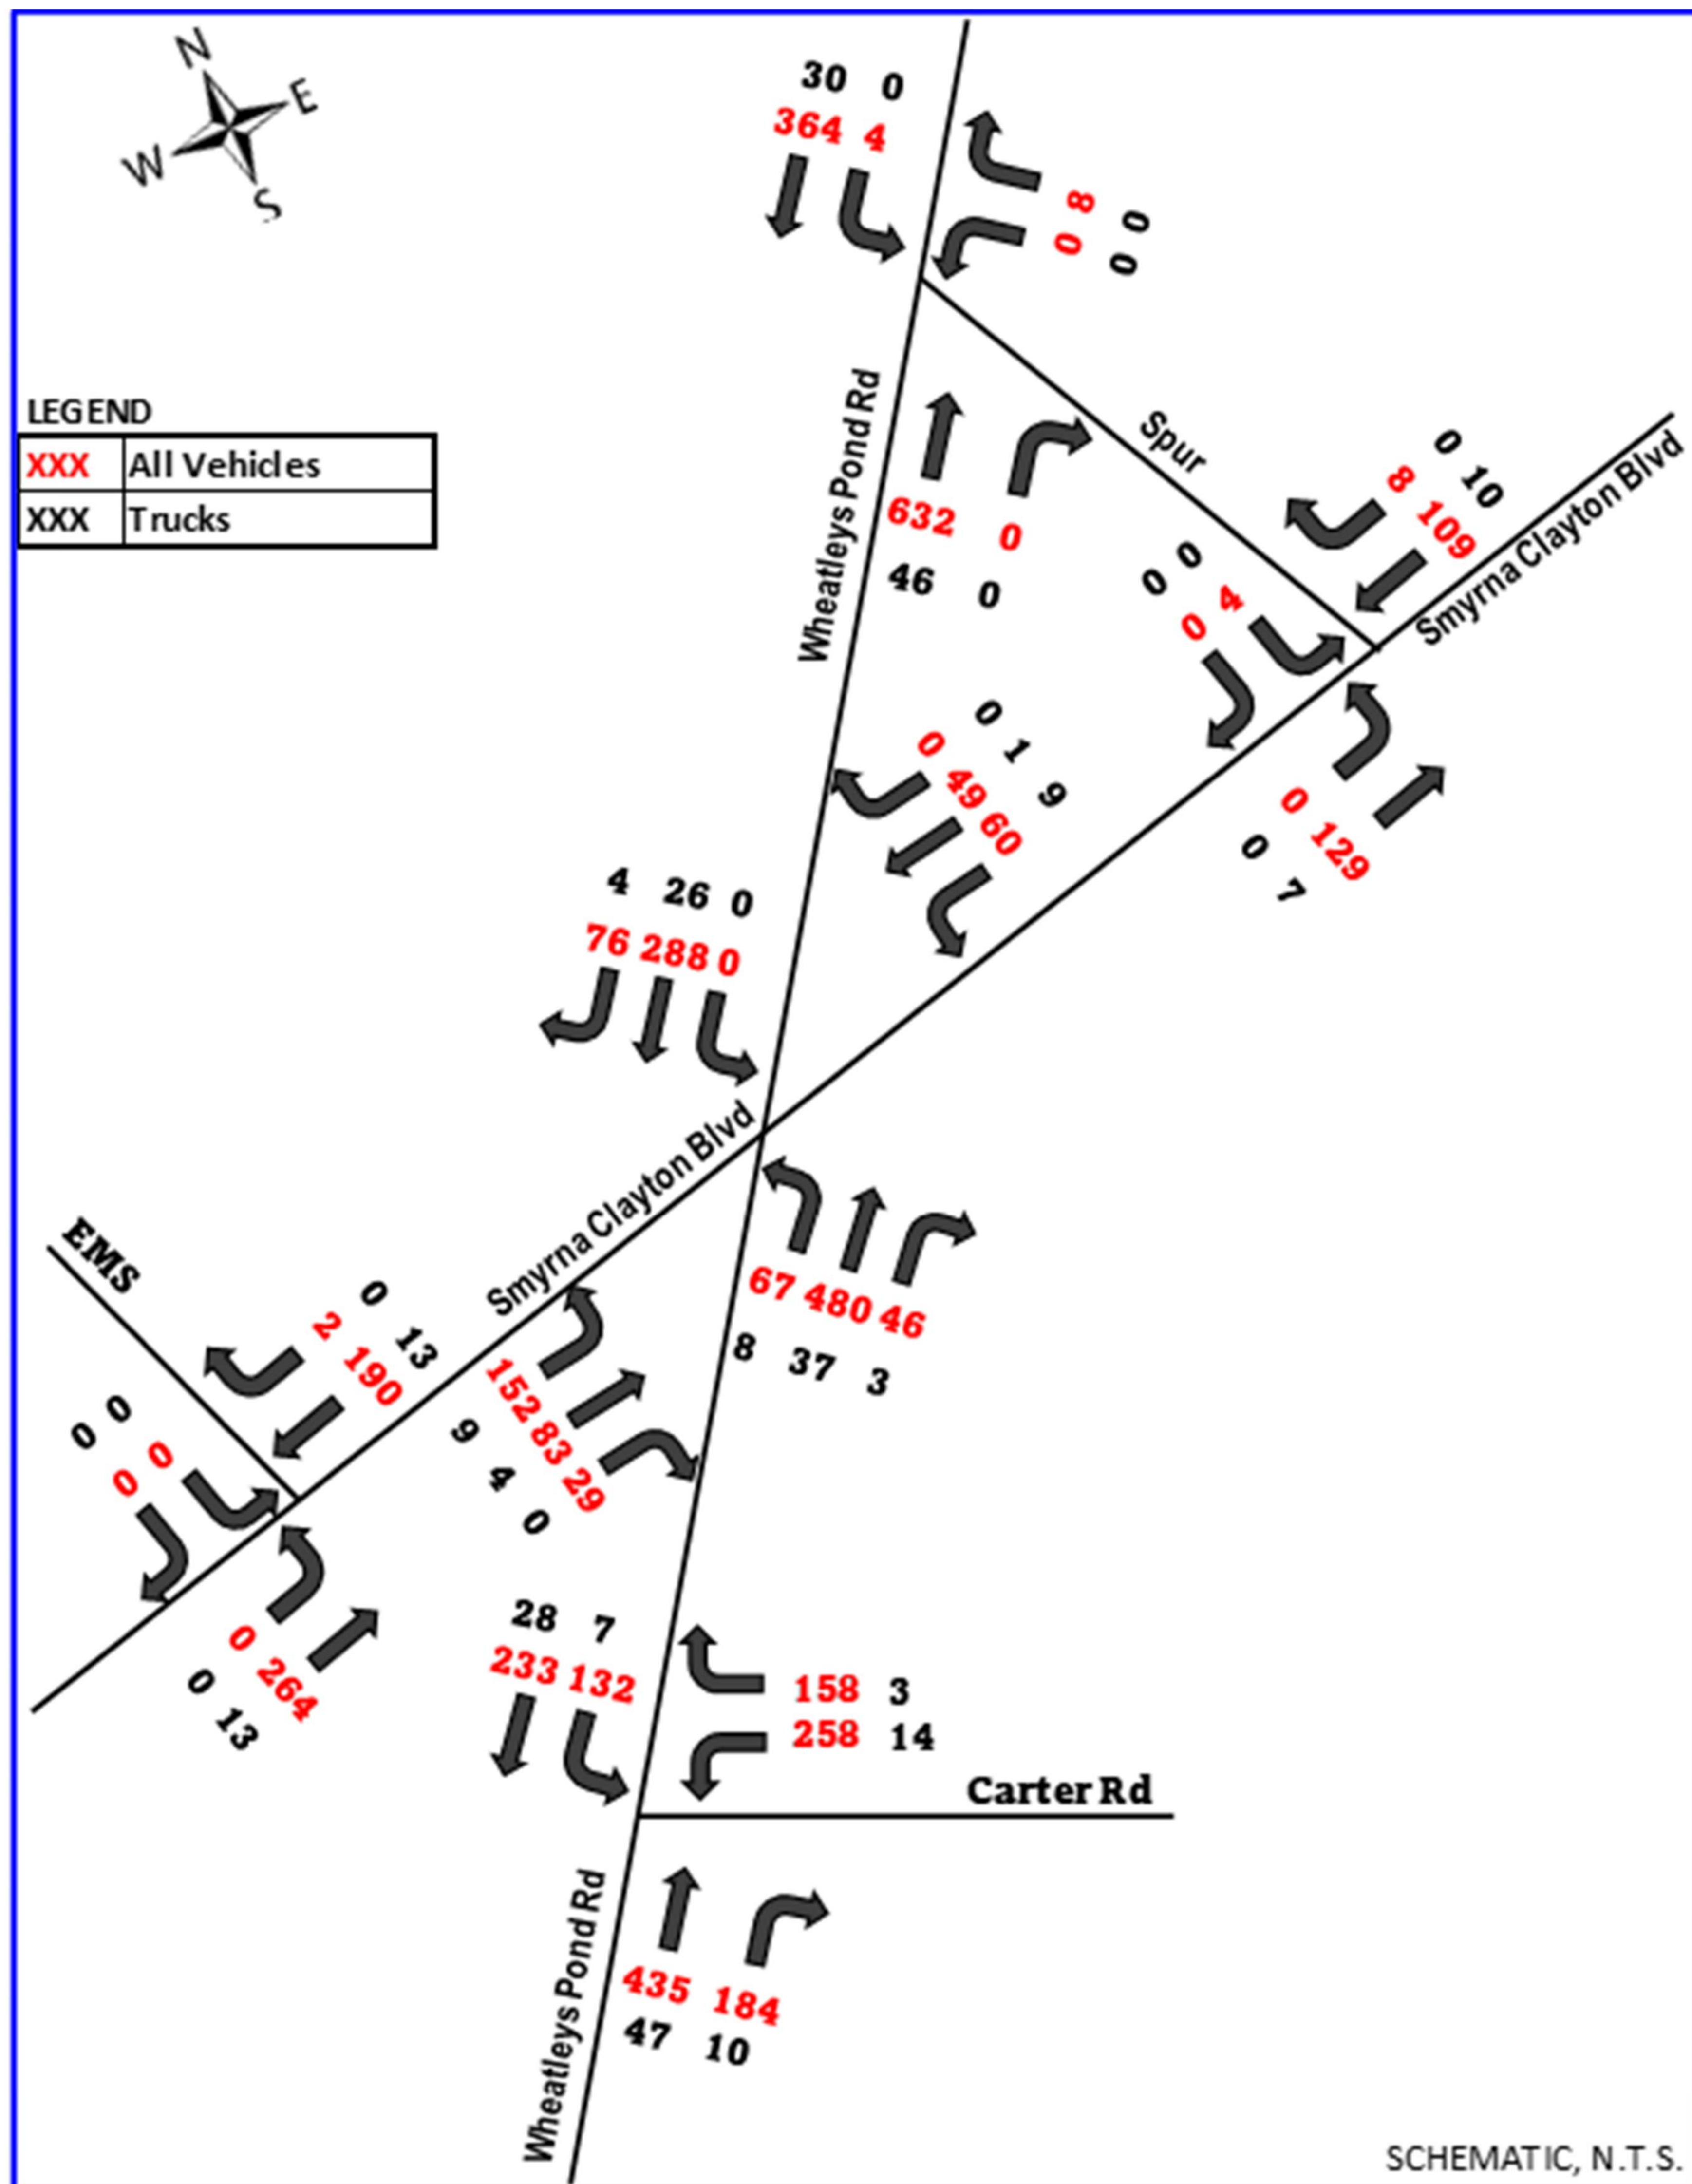 N
E
W
S
30 0
364 4
8 0
0 0
LEGEND
XXX All Vehicles
XXX Trucks
Wheatleys Pond Rd
632 0
46 0
Spur
0 10
8 109
Smyrna Clayton Blvd
0 0
0 4
0 129
0 7
0 1 9
0 49 60
4 26 0
76 288 0
Smyrna Clayton Blvd
67 480 46
8 37 3
EMS
0 13
2 190
0 0
0 0
152 83 29
9 4 0
0 264
0 13
28 7
233 132
158 3
258 14
Carter Rd
Wheatleys Pond Rd
435 184
47 10
SCHEMATIC, N.T.S.